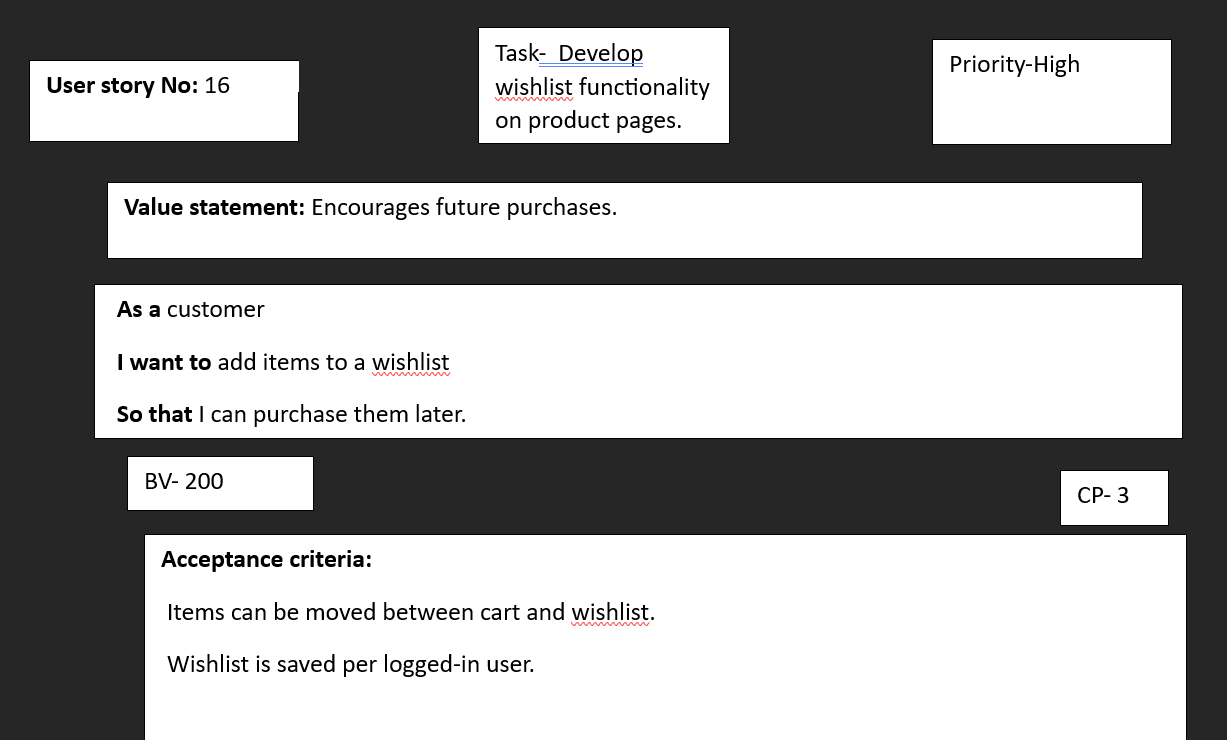 User story No: 16
Task-  Develop
wishlist functionality
on product pages.
Priority-High
Value statement: Encourages future purchases.
As a customer
I want to add items to a wishlist
So that I can purchase them later.
BV- 200
CP- 3
Acceptance criteria:
Items can be moved between cart and wishlist.
Wishlist is saved per logged-in user.